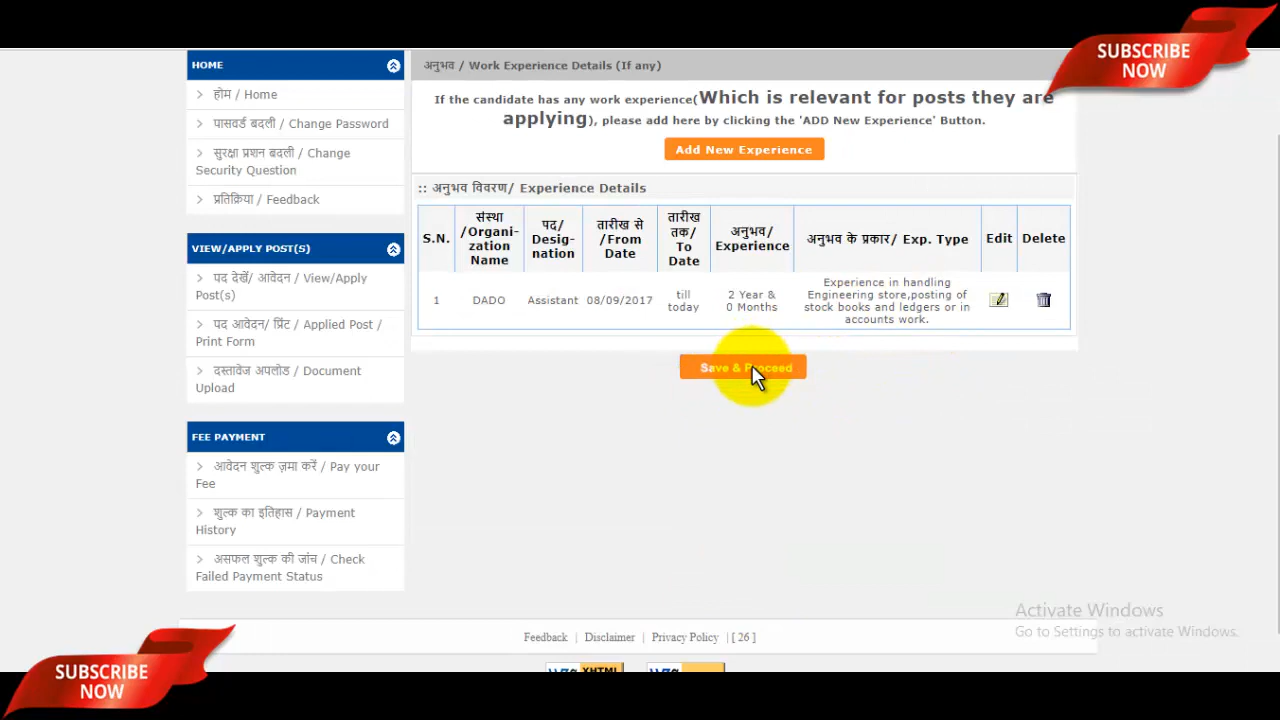 SUBSCRIBE
NOW
HOME
होम / Home
पासवर्ड बदली / Change Password
सुरक्षा प्रशन बदली / Change
Security Question
प्रतिक्रिया / Feedback
VIEW/APPLY POST(S)
पद देखें/ आवेदन / View/Apply
Post(s)
पद आवेदन/ प्रिंट / Applied Post /
Print Form
दस्तावेज अपलोड / Document
Upload
FEE PAYMENT
आवेदन शुल्क ज़मा करें / Pay your
Fee
शुल्क का इतिहास / Payment
History
असफल शुल्क की जांच / Check
Failed Payment Status
अनुभव / Work Experience Details (If any)
If the candidate has any work experience(Which is relevant for posts they are
applying), please add here by clicking the 'ADD New Experience' Button.
Add New Experience
:: अनुभव विवरण/ Experience Details
S.N.
संस्था
/Organi-
zation
Name
पद/
Desig-
nation
तारीख से
/From
Date
तारीख
तक/
To
Date
अनुभव/
Experience
अनुभव के प्रकार/ Exp. Type
Edit
Delete
1
DADO
Assistant
08/09/2017
till
today
2 Year &
0 Months
Experience in handling
Engineering store,posting of
stock books and ledgers or in
accounts work.
Save & Proceed
Activate Windows
Go to Settings to activate Windows.
Feedback | Disclaimer | Privacy Policy | [ 26 ]
SUBSCRIBE
NOW